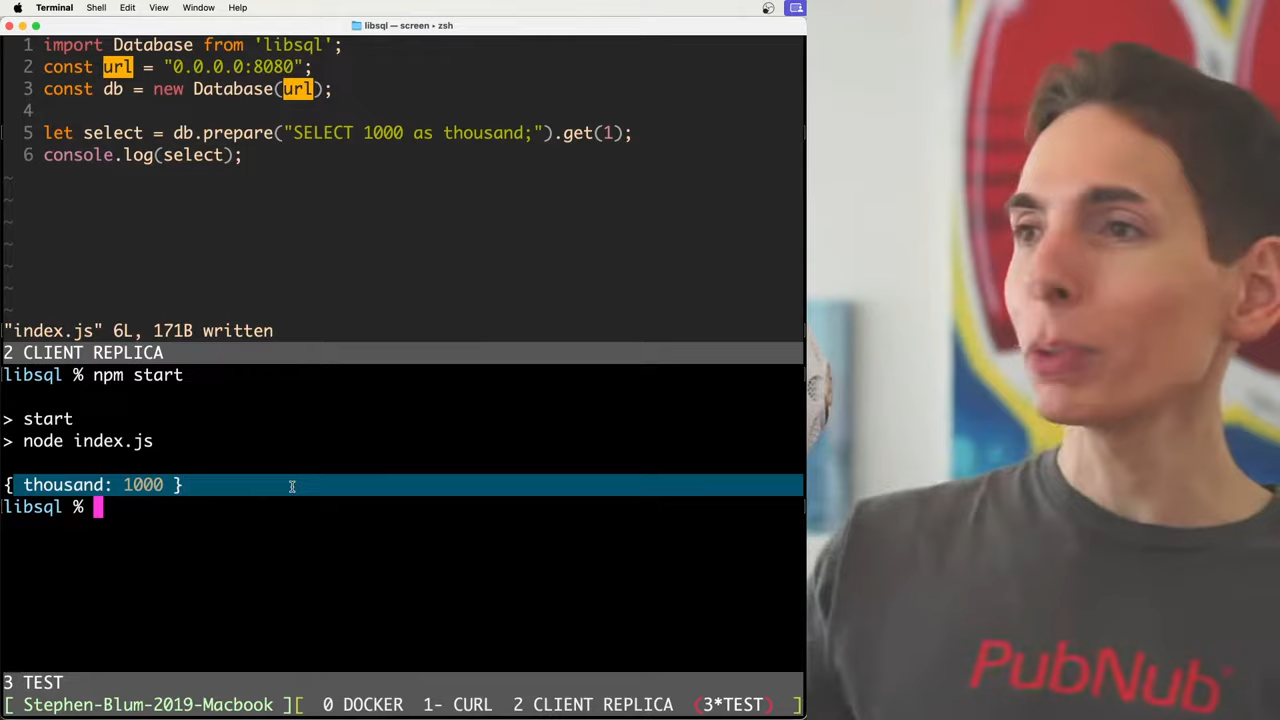 Terminal Shell Edit View Window Help
libsql — screen ▸ zsh
1 import Database from 'libsql';
2 const url = "0.0.0.0:8080";
3 const db = new Database(url);
4
5 let select = db.prepare("SELECT 1000 as thousand;").get(1);
6 console.log(select);
~
~
~
~
~
~
~
"index.js" 6L, 171B written
2 CLIENT REPLICA
libsql % npm start
> start
> node index.js
{ thousand: 1000 }
libsql %
3 TEST
[ Stephen-Blum-2019-Macbook ][ 0 DOCKER 1- CURL 2 CLIENT REPLICA (3*TEST) ]
PubNub